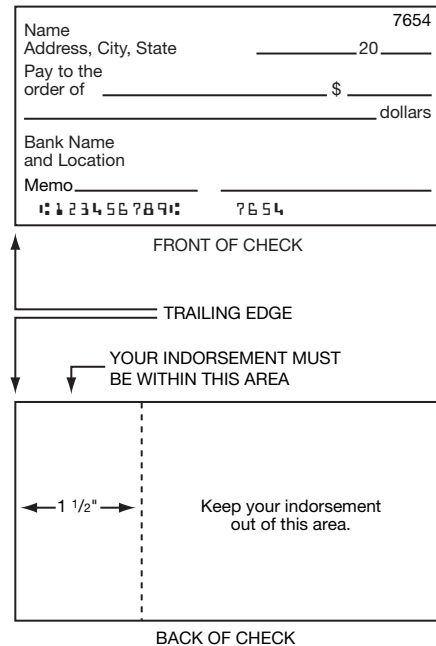 7654
Name
Address, City, State 20
Pay to the
order of $
dollars
Bank Name
and Location
Memo
⑆123456789⑆ 7654
FRONT OF CHECK
TRAILING EDGE
YOUR INDORSEMENT MUST
BE WITHIN THIS AREA
1 1/2"
Keep your indorsement
out of this area.
BACK OF CHECK